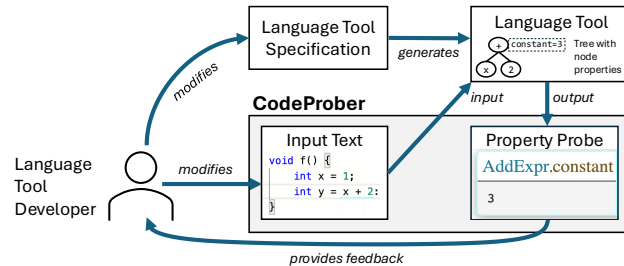 Language Tool
Specification
generates
Language Tool
+
constant=3
x
2
Tree with
node
properties
modifies
input
output
CodeProber
Language
Tool
Developer
modifies
Input Text
void f() {
int x = 1;
int y = x + 2:
}
Property Probe
AddExpr.constant
3
provides feedback